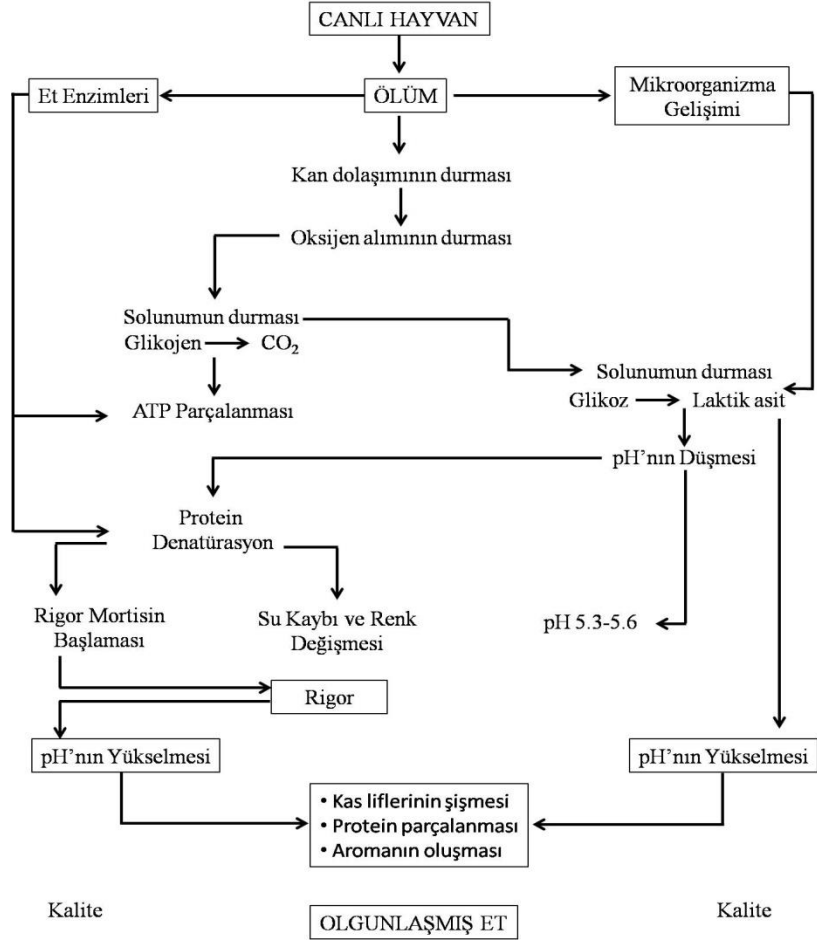 CANLI HAYVAN
Et Enzimleri
ÖLÜM
Mikroorganizma
Gelişimi
Kan dolaşımının durması
Oksijen alımının durması
Solunumun durması
Glikojen CO₂
ATP Parçalanması
Solunumun durması
Glikoz Laktik asit
pH’nın Düşmesi
Protein
Denatürasyon
Rigor Mortisin
Başlaması
Su Kaybı ve Renk
Değişmesi
pH 5.3-5.6
Rigor
pH’nın Yükselmesi
pH’nın Yükselmesi
• Kas liflerinin şişmesi
• Protein parçalanması
• Aromanın oluşması
Kalite
OLGUNLAŞMIŞ ET
Kalite